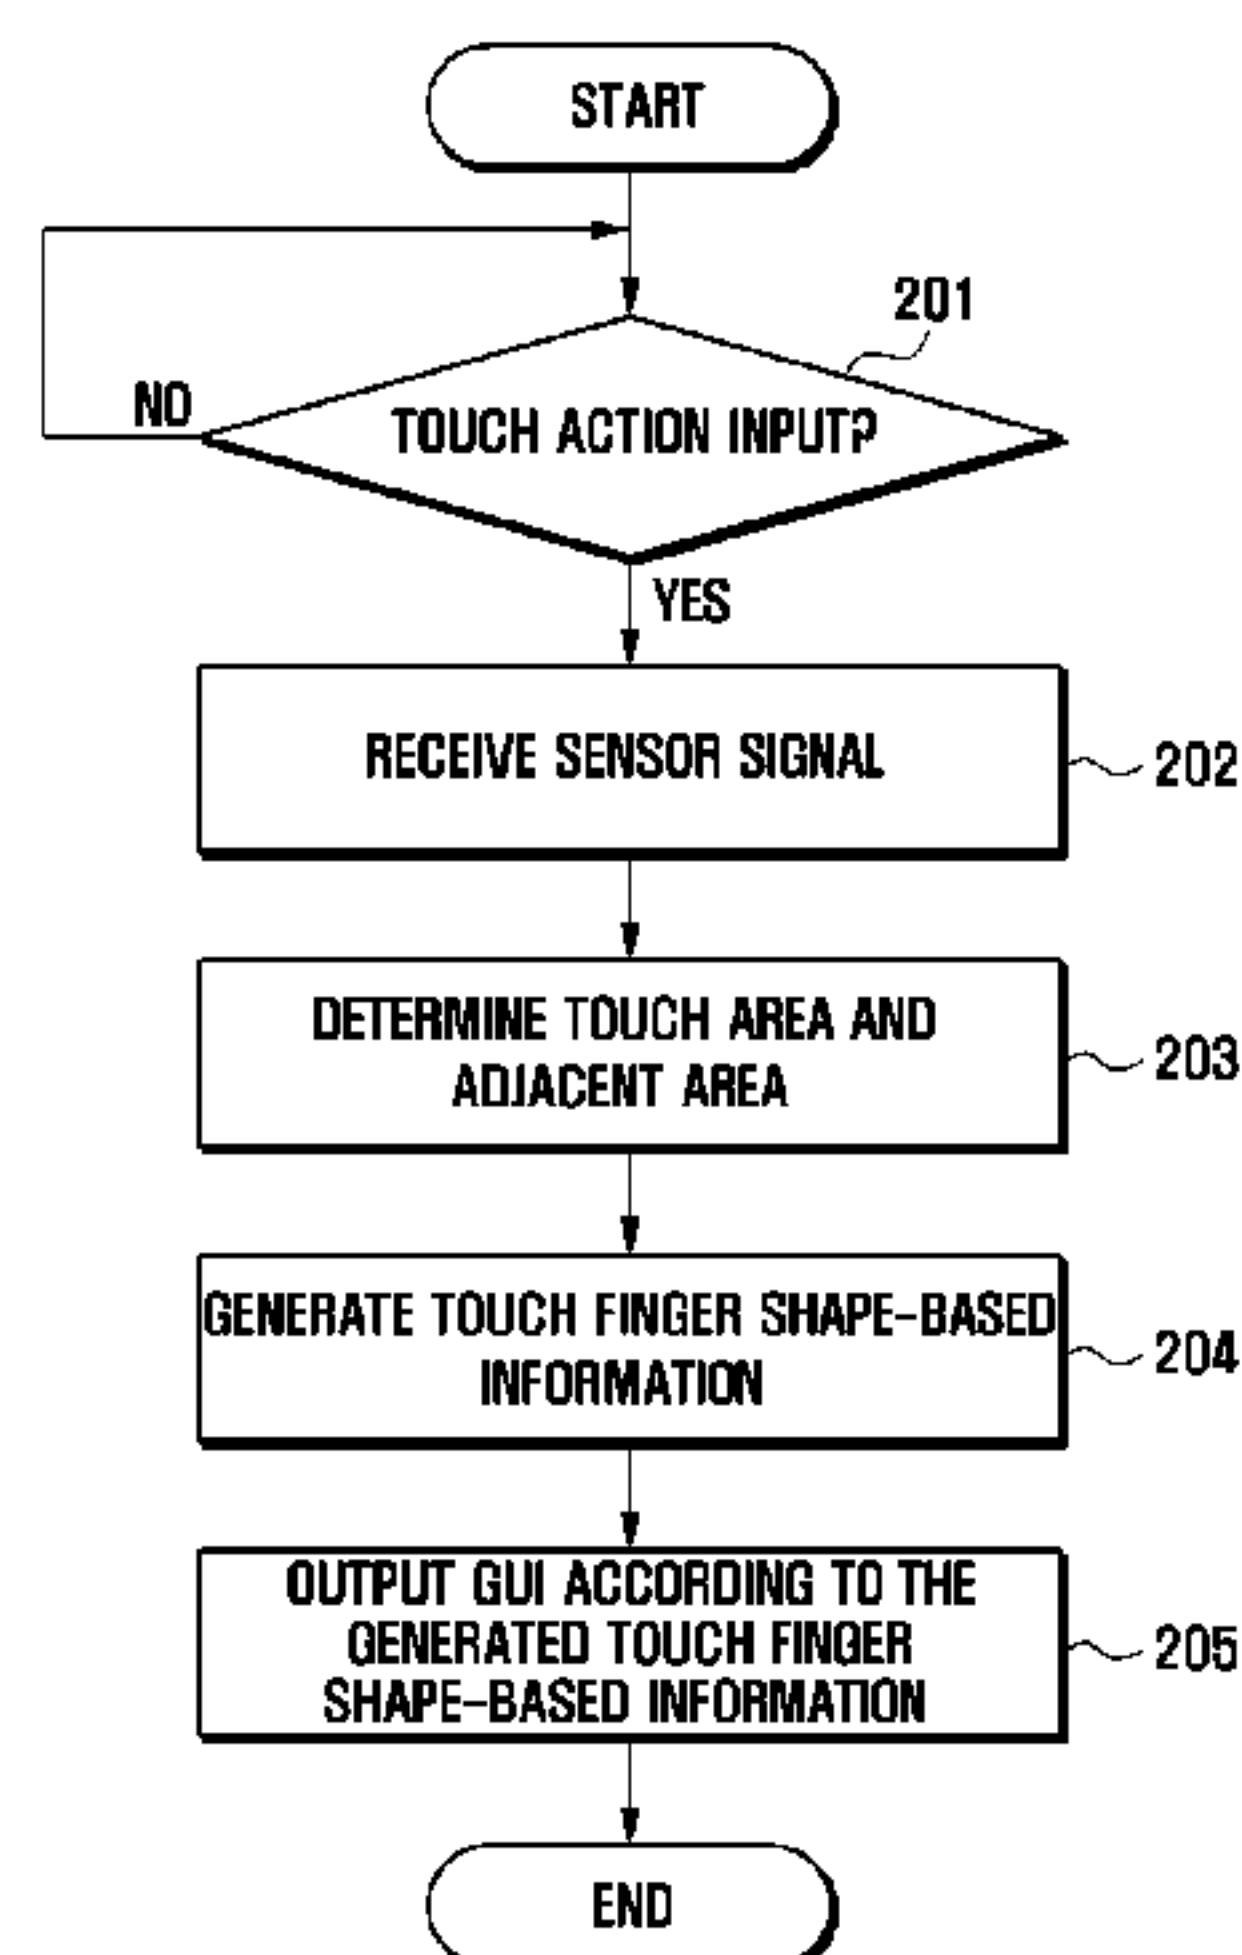 START
201
NO
TOUCH ACTION INPUT?
YES
RECEIVE SENSOR SIGNAL
202
DETERMINE TOUCH AREA AND
ADJACENT AREA
203
GENERATE TOUCH FINGER SHAPE-BASED
INFORMATION
204
OUTPUT GUI ACCORDING TO THE
GENERATED TOUCH FINGER
SHAPE-BASED INFORMATION
205
END